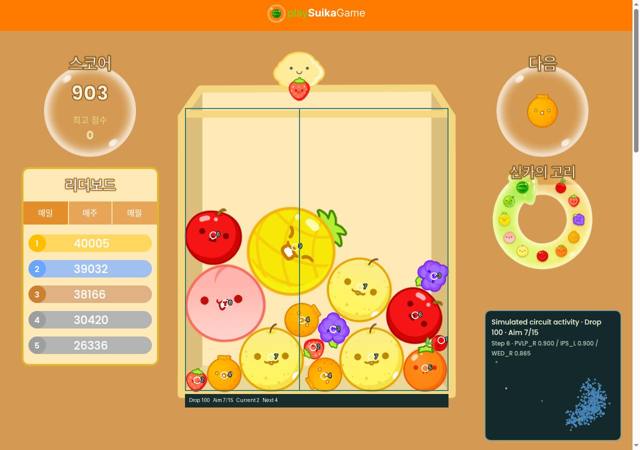 playSuikaGame
스코어
903
최고 점수
0
다음
신카의 고리
리더보드
매일 매주 매월
1 40005
2 39032
3 38166
4 30420
5 26336
Simulated circuit activity · Drop
100 · Aim 7/15
Step 6 · PVLP_R 0.900 / IPS_L 0.900 /
WED_R 0.865
Drop 100 Aim 7/15 Current 2 Next 4